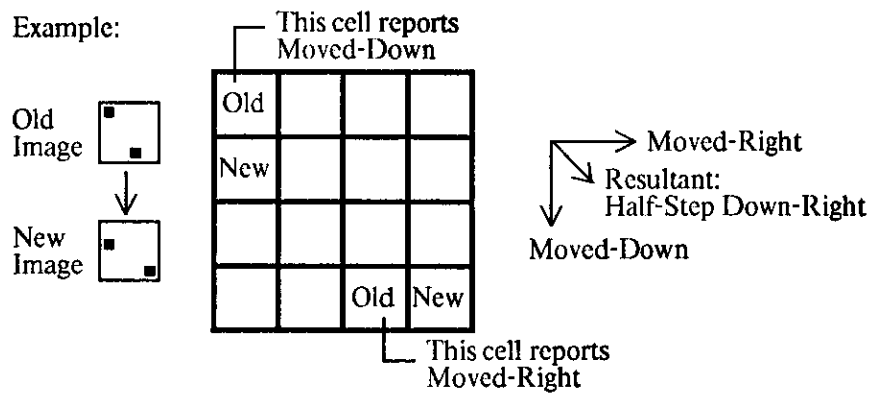 Example:
This cell reports
Moved-Down
Old
Image
New
Image
Old
New
Old New
This cell reports
Moved-Right
Moved-Right
Resultant:
Half-Step Down-Right
Moved-Down